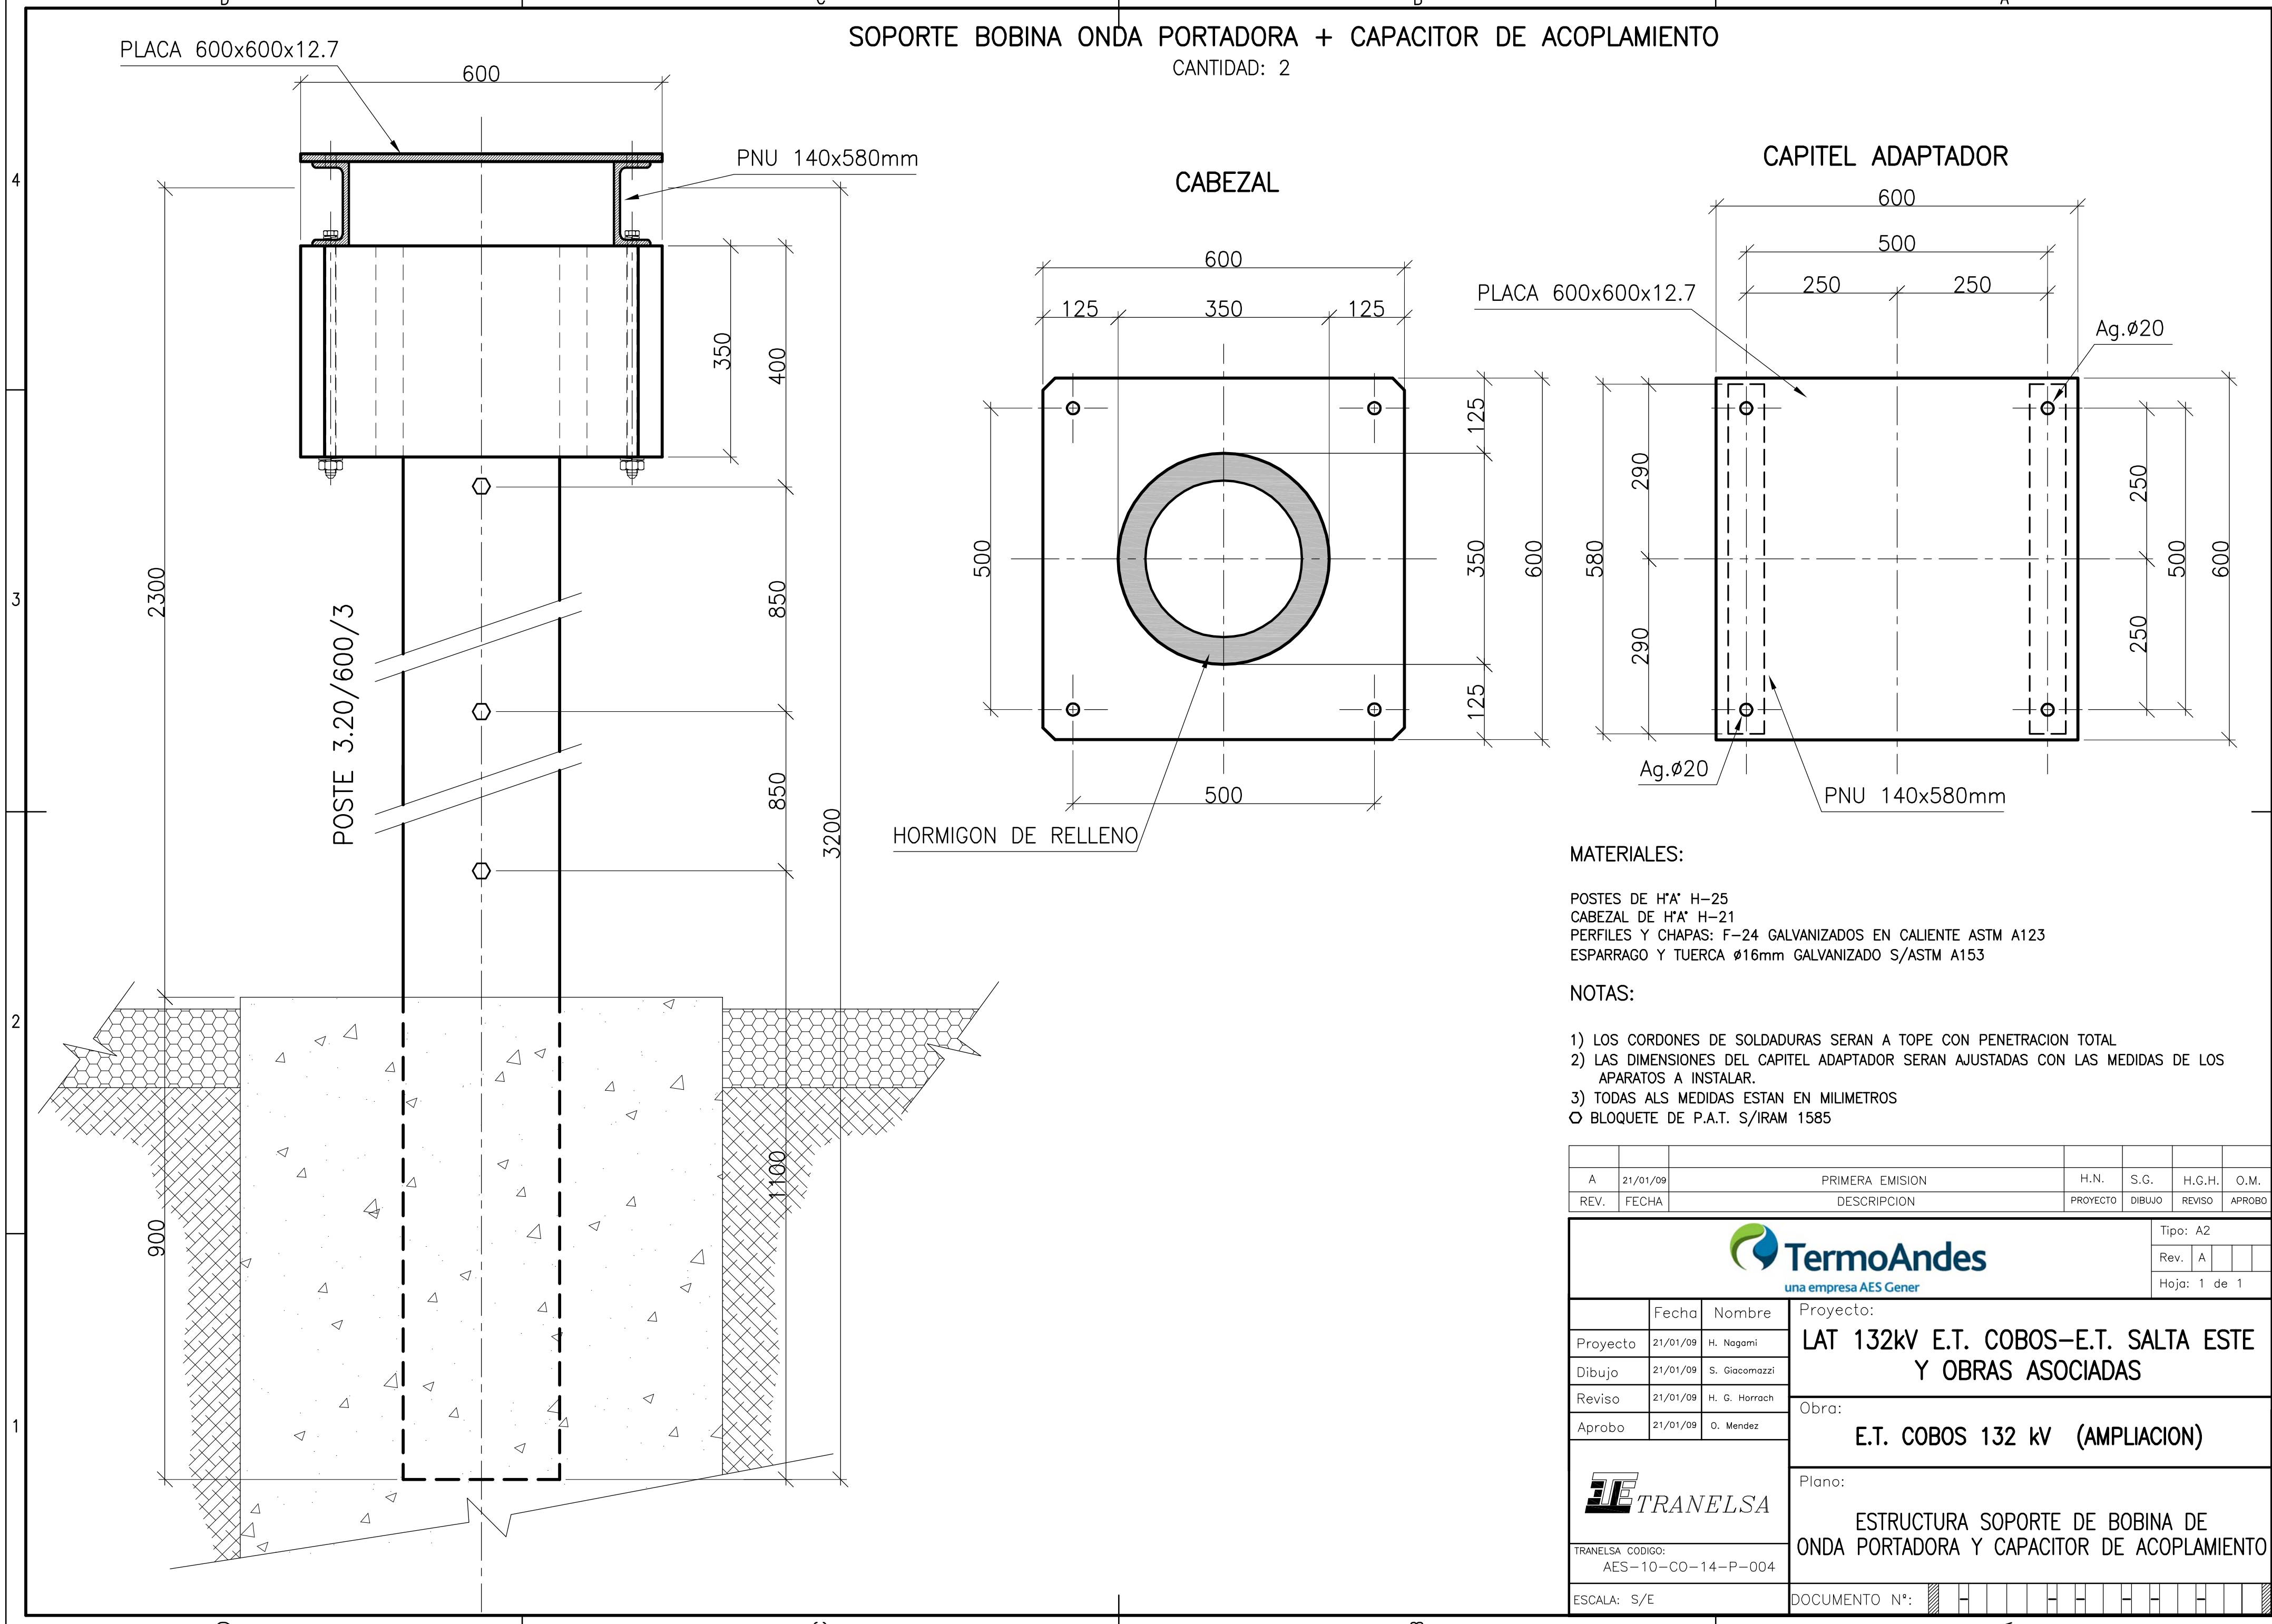 SOPORTE BOBINA ONDA PORTADORA + CAPACITOR DE ACOPLAMIENTO
CANTIDAD: 2
PLACA 600x600x12.7
600
PNU 140x580mm
2300
350
400
850
850
3200
1100
900
POSTE 3.20/600/3
CABEZAL
600
125
350
125
500
125
350
125
600
500
HORMIGON DE RELLENO
CAPITEL ADAPTADOR
600
500
250
250
PLACA 600x600x12.7
Ag.ø20
580
290
290
250
250
500
600
Ag.ø20
PNU 140x580mm
MATERIALES:
POSTES DE H°A° H-25
CABEZAL DE H°A° H-21
PERFILES Y CHAPAS: F-24 GALVANIZADOS EN CALIENTE ASTM A123
ESPARRAGO Y TUERCA ø16mm GALVANIZADO S/ASTM A153
NOTAS:
1) LOS CORDONES DE SOLDADURAS SERAN A TOPE CON PENETRACION TOTAL
2) LAS DIMENSIONES DEL CAPITEL ADAPTADOR SERAN AJUSTADAS CON LAS MEDIDAS DE LOS
APARATOS A INSTALAR.
3) TODAS ALS MEDIDAS ESTAN EN MILIMETROS
BLOQUETE DE P.A.T. S/IRAM 1585
A 21/01/09 PRIMERA EMISION H.N. S.G. H.G.H. O.M.
REV. FECHA DESCRIPCION PROYECTO DIBUJO REVISO APROBO
TermoAndes
una empresa AES Gener
Tipo: A2
Rev. A
Hoja: 1 de 1
Fecha Nombre
Proyecto 21/01/09 H. Nagami
Dibujo 21/01/09 S. Giacomazzi
Reviso 21/01/09 H. G. Horrach
Aprobo 21/01/09 O. Mendez
Proyecto:
LAT 132kV E.T. COBOS-E.T. SALTA ESTE
Y OBRAS ASOCIADAS
Obra:
E.T. COBOS 132 kV (AMPLIACION)
Plano:
ESTRUCTURA SOPORTE DE BOBINA DE
ONDA PORTADORA Y CAPACITOR DE ACOPLAMIENTO
TRANELSA
TRANELSA CODIGO:
AES-10-CO-14-P-004
ESCALA: S/E
DOCUMENTO N°: - - - - - -
4
3
2
1